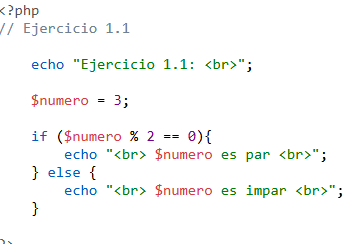 <?php
// Ejercicio 1.1
echo "Ejercicio 1.1: <br>";
$numero = 3;
if ($numero % 2 == 0){
echo "<br> $numero es par <br>";
} else {
echo "<br> $numero es impar <br>";
}